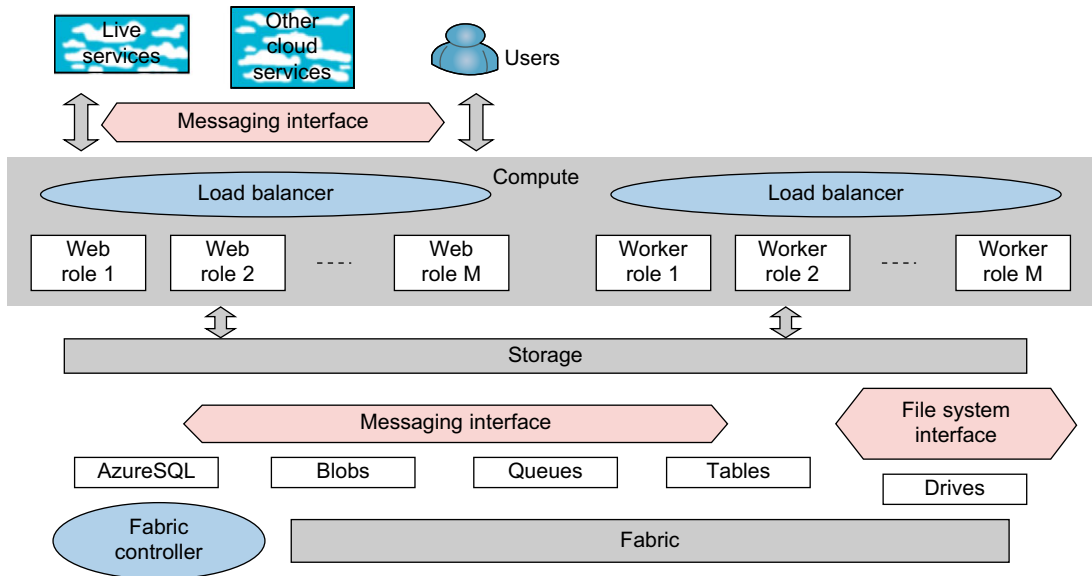 Live
services
Other
cloud
services
Users
Messaging interface
Compute
Load balancer
Load balancer
Web
role 1
Web
role 2
----
Web
role M
Worker
role 1
Worker
role 2
----
Worker
role M
Storage
Messaging interface
File system
interface
AzureSQL
Blobs
Queues
Tables
Drives
Fabric
controller
Fabric